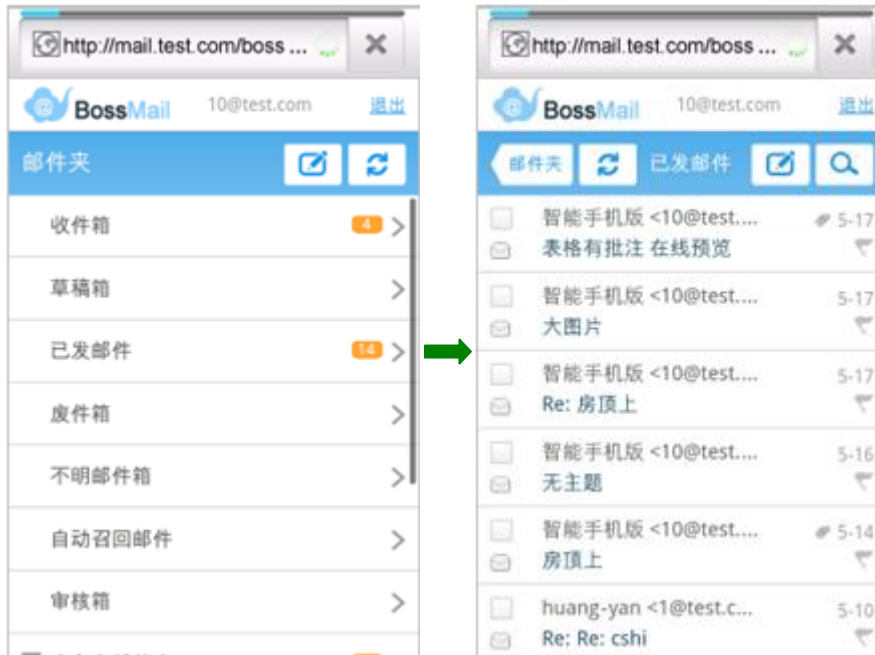 http://mail.test.com/boss ...
BossMail 10@test.com 退出
邮件夹
收件箱 4
草稿箱
已发邮件 14
废件箱
不明邮件箱
自动召回邮件
审核箱
http://mail.test.com/boss ...
BossMail 10@test.com 退出
邮件夹 已发邮件
智能手机版 <10@test.... 5-17
表格有批注 在线预览
智能手机版 <10@test.... 5-17
大图片
智能手机版 <10@test.... 5-17
Re: 房顶上
智能手机版 <10@test.... 5-16
无主题
智能手机版 <10@test.... 5-14
房顶上
huang-yan <1@test.c... 5-10
Re: Re: cshi